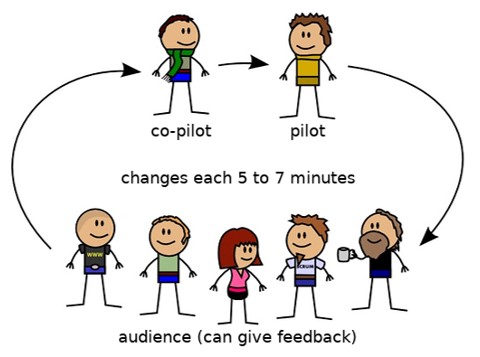 co-pilot
pilot
changes each 5 to 7 minutes
WWW
SCRUM
audience (can give feedback)